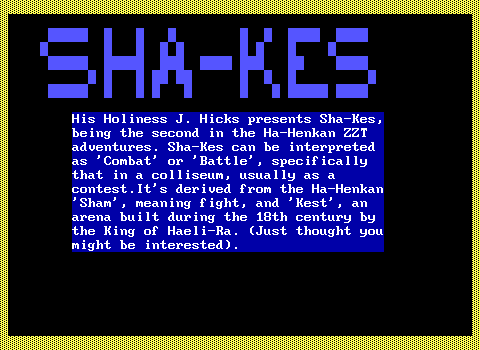 SHA-KES
His Holiness J. Hicks presents Sha-Kes,
being the second in the Ha-Henkan ZZT
adventures. Sha-Kes can be interpreted
as 'Combat' or 'Battle', specifically
that in a colliseum, usually as a
contest.It's derived from the Ha-Henkan
'Sham', meaning fight, and 'Kest', an
arena built during the 18th century by
the King of Haeli-Ra. (Just thought you
might be interested).